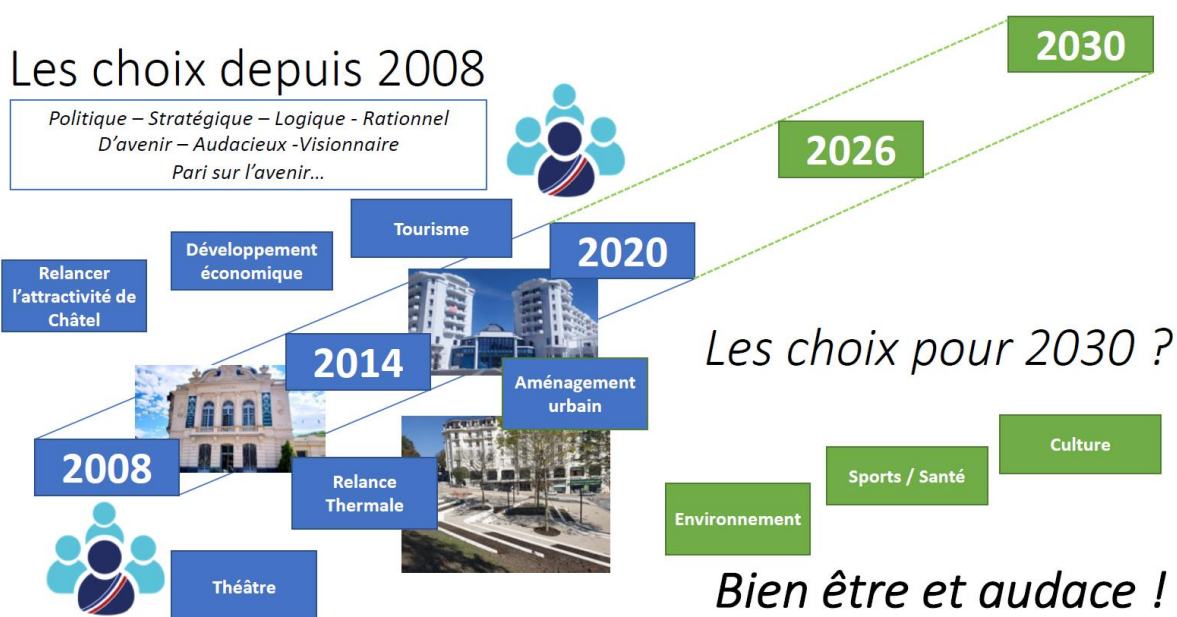 Les choix depuis 2008
Politique – Stratégique – Logique - Rationnel
D'avenir – Audacieux -Visionnaire
Pari sur l'avenir...
2030
2026
Tourisme
Développement
économique
Relancer
l'attractivité de
Châtel
2020
2014
Aménagement
urbain
2008
Relance
Thermale
Théâtre
Les choix pour 2030 ?
Culture
Sports / Santé
Environnement
Bien être et audace !